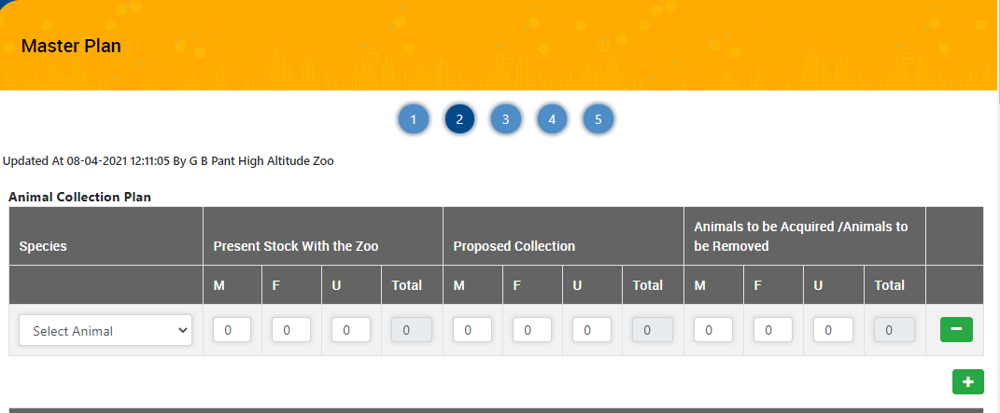 Master Plan
1 2 3 4 5
Updated At 08-04-2021 12:11:05 By G B Pant High Altitude Zoo
Animal Collection Plan
Species Present Stock With the Zoo Proposed Collection Animals to be Acquired /Animals to
be Removed
M F U Total M F U Total M F U Total
Select Animal 0 0 0 0 0 0 0 0 0 0 0 0